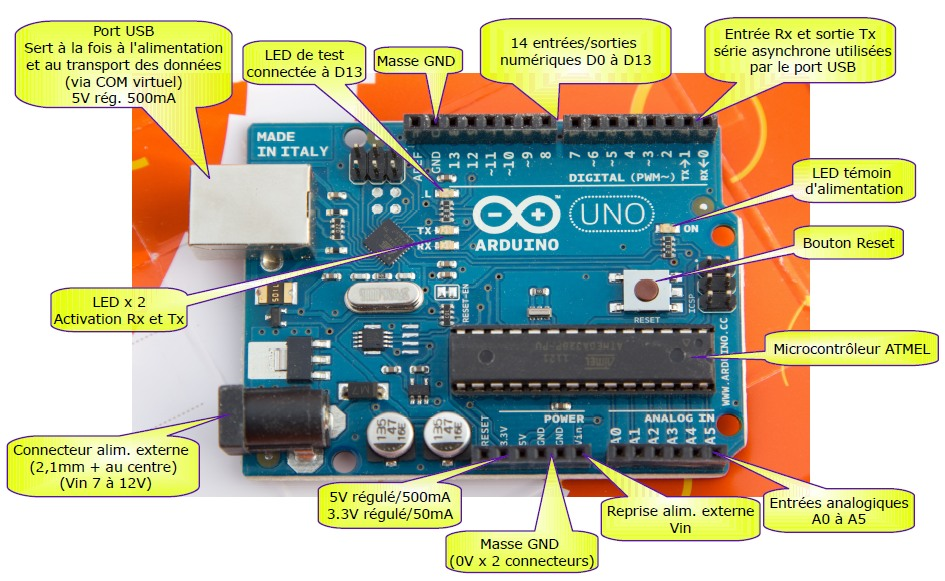 Port USB
Sert à la fois à l'alimentation
et au transport des données
(via COM virtuel)
5V rég. 500mA
LED de test
connectée à D13
Masse GND
14 entrées/sorties
numériques D0 à D13
Entrée Rx et sortie Tx
série asynchrone utilisées
par le port USB
MADE
IN ITALY
AREF
GND
13
12
~11
~10
~9
8
7
~6
~5
4
~3
2
TX→1
RX←0
DIGITAL (PWM~)
L
TX
RX
ARDUINO
UNO
ON
LED témoin
d'alimentation
Bouton Reset
LED x 2
Activation Rx et Tx
RESET-EN
RESET
ICSP
Microcontrôleur ATMEL
ATMEGA328P-PU
WWW.ARDUINO.CC
POWER
ANALOG IN
RESET
3.3V
5V
GND
GND
Vin
A0
A1
A2
A3
A4
A5
Connecteur alim. externe
(2,1mm + au centre)
(Vin 7 à 12V)
5V régulé/500mA
3.3V régulé/50mA
Masse GND
(0V x 2 connecteurs)
Reprise alim. externe
Vin
Entrées analogiques
A0 à A5